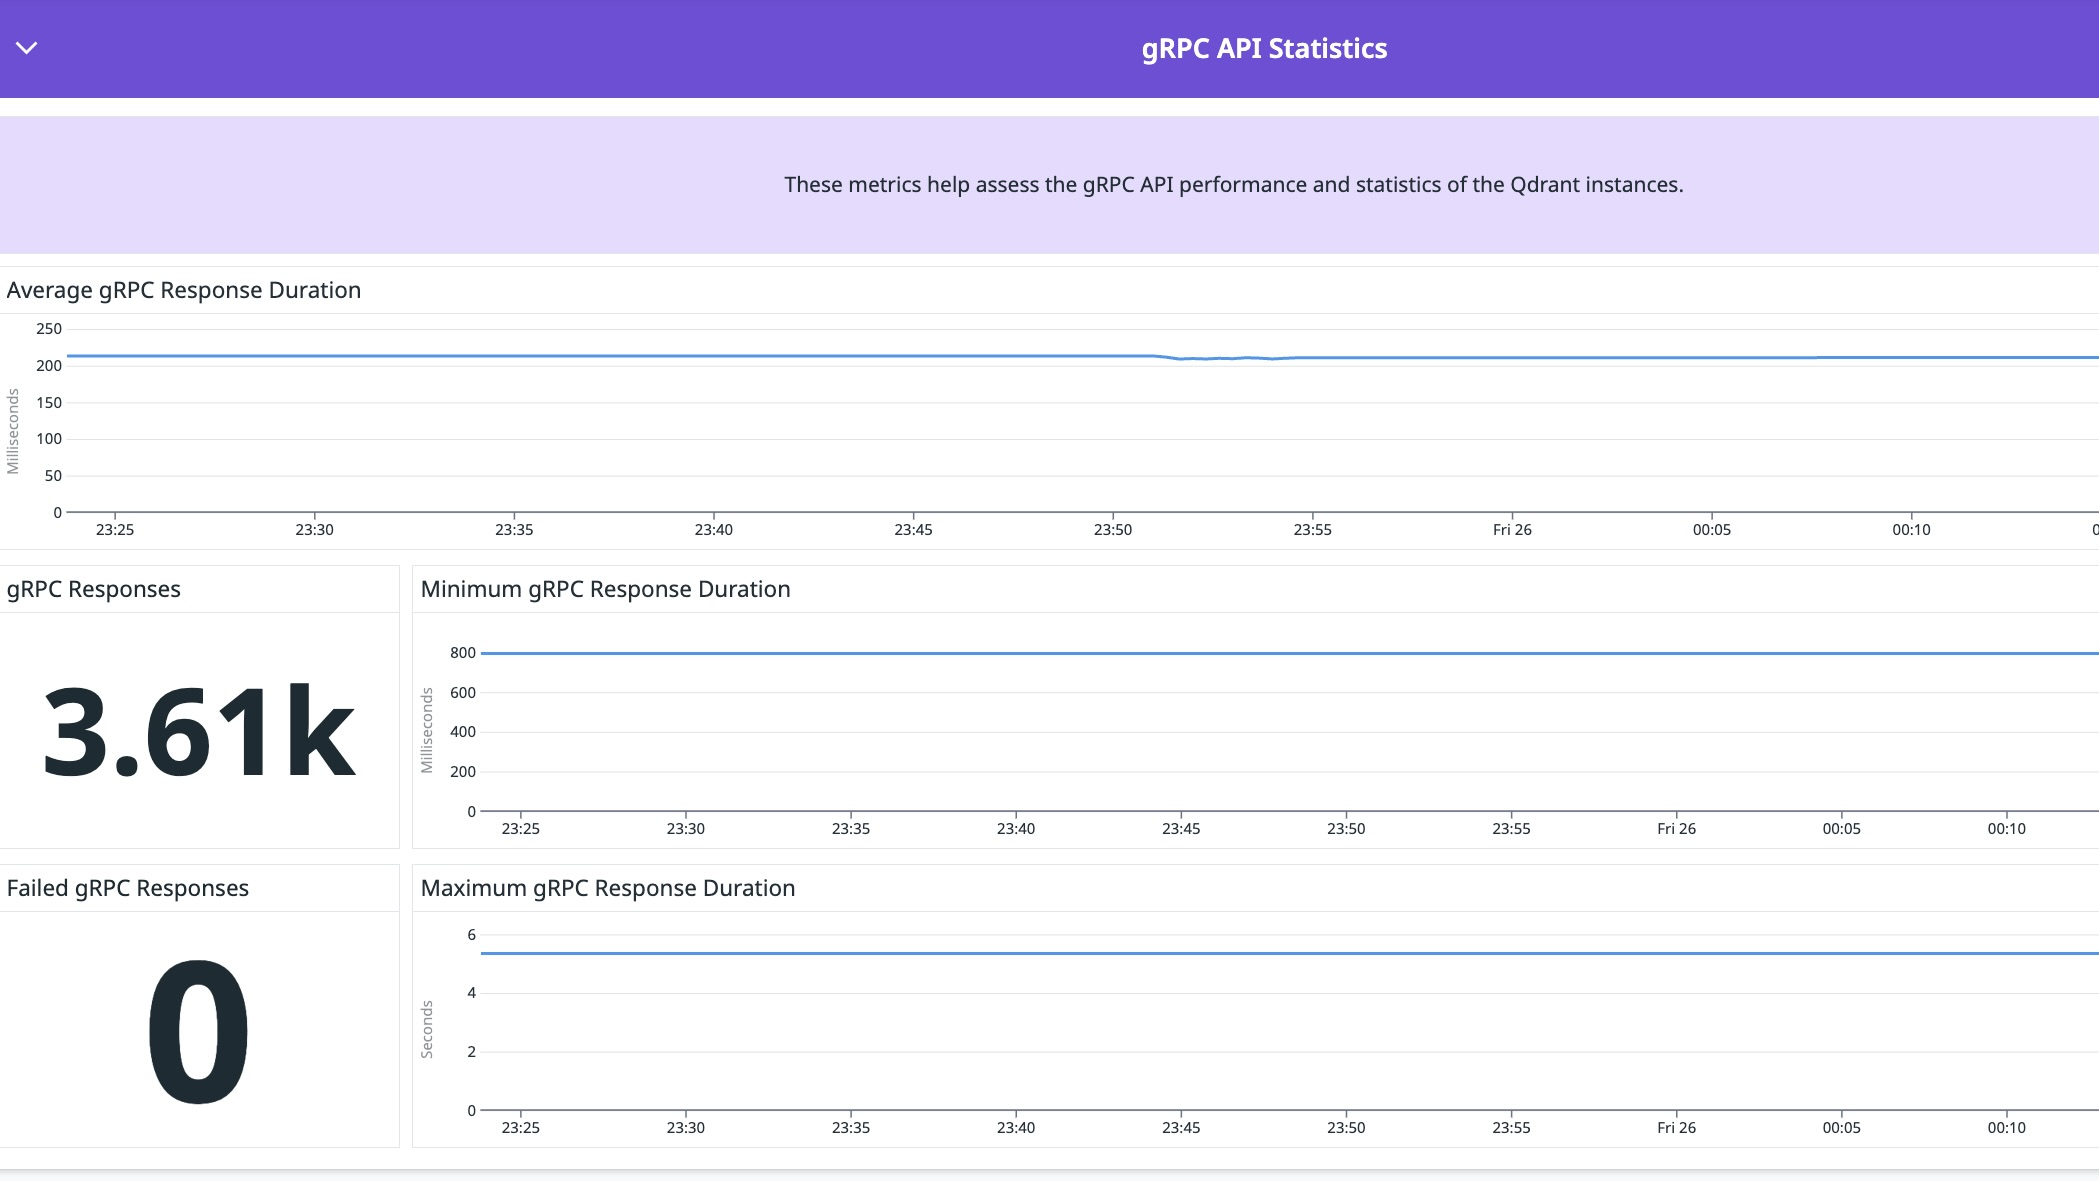 gRPC API Statistics
These metrics help assess the gRPC API performance and statistics of the Qdrant instances.
Average gRPC Response Duration
Milliseconds
250
200
150
100
50
0
23:25 23:30 23:35 23:40 23:45 23:50 23:55 Fri 26 00:05 00:10
gRPC Responses
3.61k
Minimum gRPC Response Duration
Milliseconds
800
600
400
200
0
23:25 23:30 23:35 23:40 23:45 23:50 23:55 Fri 26 00:05 00:10
Failed gRPC Responses
0
Maximum gRPC Response Duration
Seconds
6
4
2
0
23:25 23:30 23:35 23:40 23:45 23:50 23:55 Fri 26 00:05 00:10